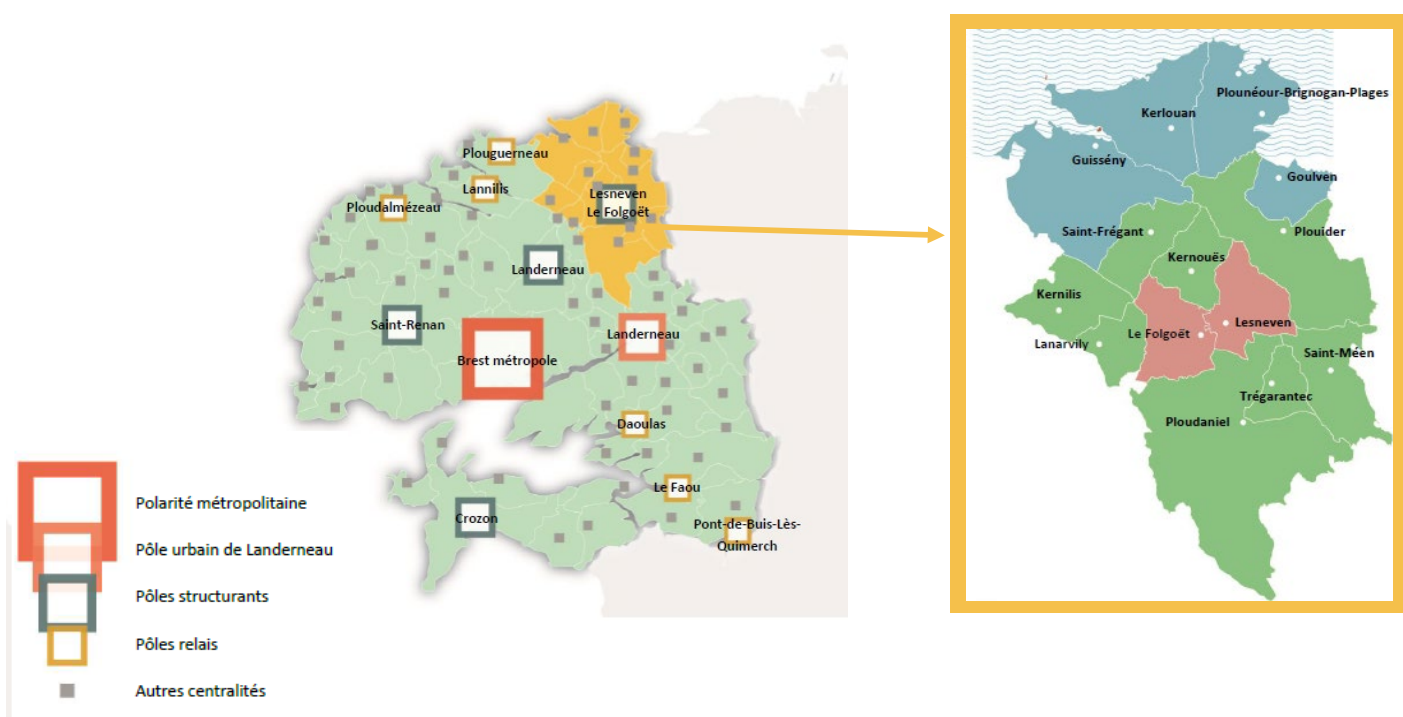 Plouguerneau
Lannilis
Ploudalmézeau
Lesneven
Le Folgoët
Landerneau
Saint-Renan
Brest métropole
Landerneau
Daoulas
Le Faou
Crozon
Pont-de-Buis-Lès-
Quimerch
Polarité métropolitaine
Pôle urbain de Landerneau
Pôles structurants
Pôles relais
Autres centralités
Plounéour-Brignogan-Plages
Kerlouan
Guissény
Goulven
Saint-Frégant
Plouider
Kernouës
Kernilis
Le Folgoët
Lesneven
Lanarvily
Saint-Méen
Trégarantec
Ploudaniel